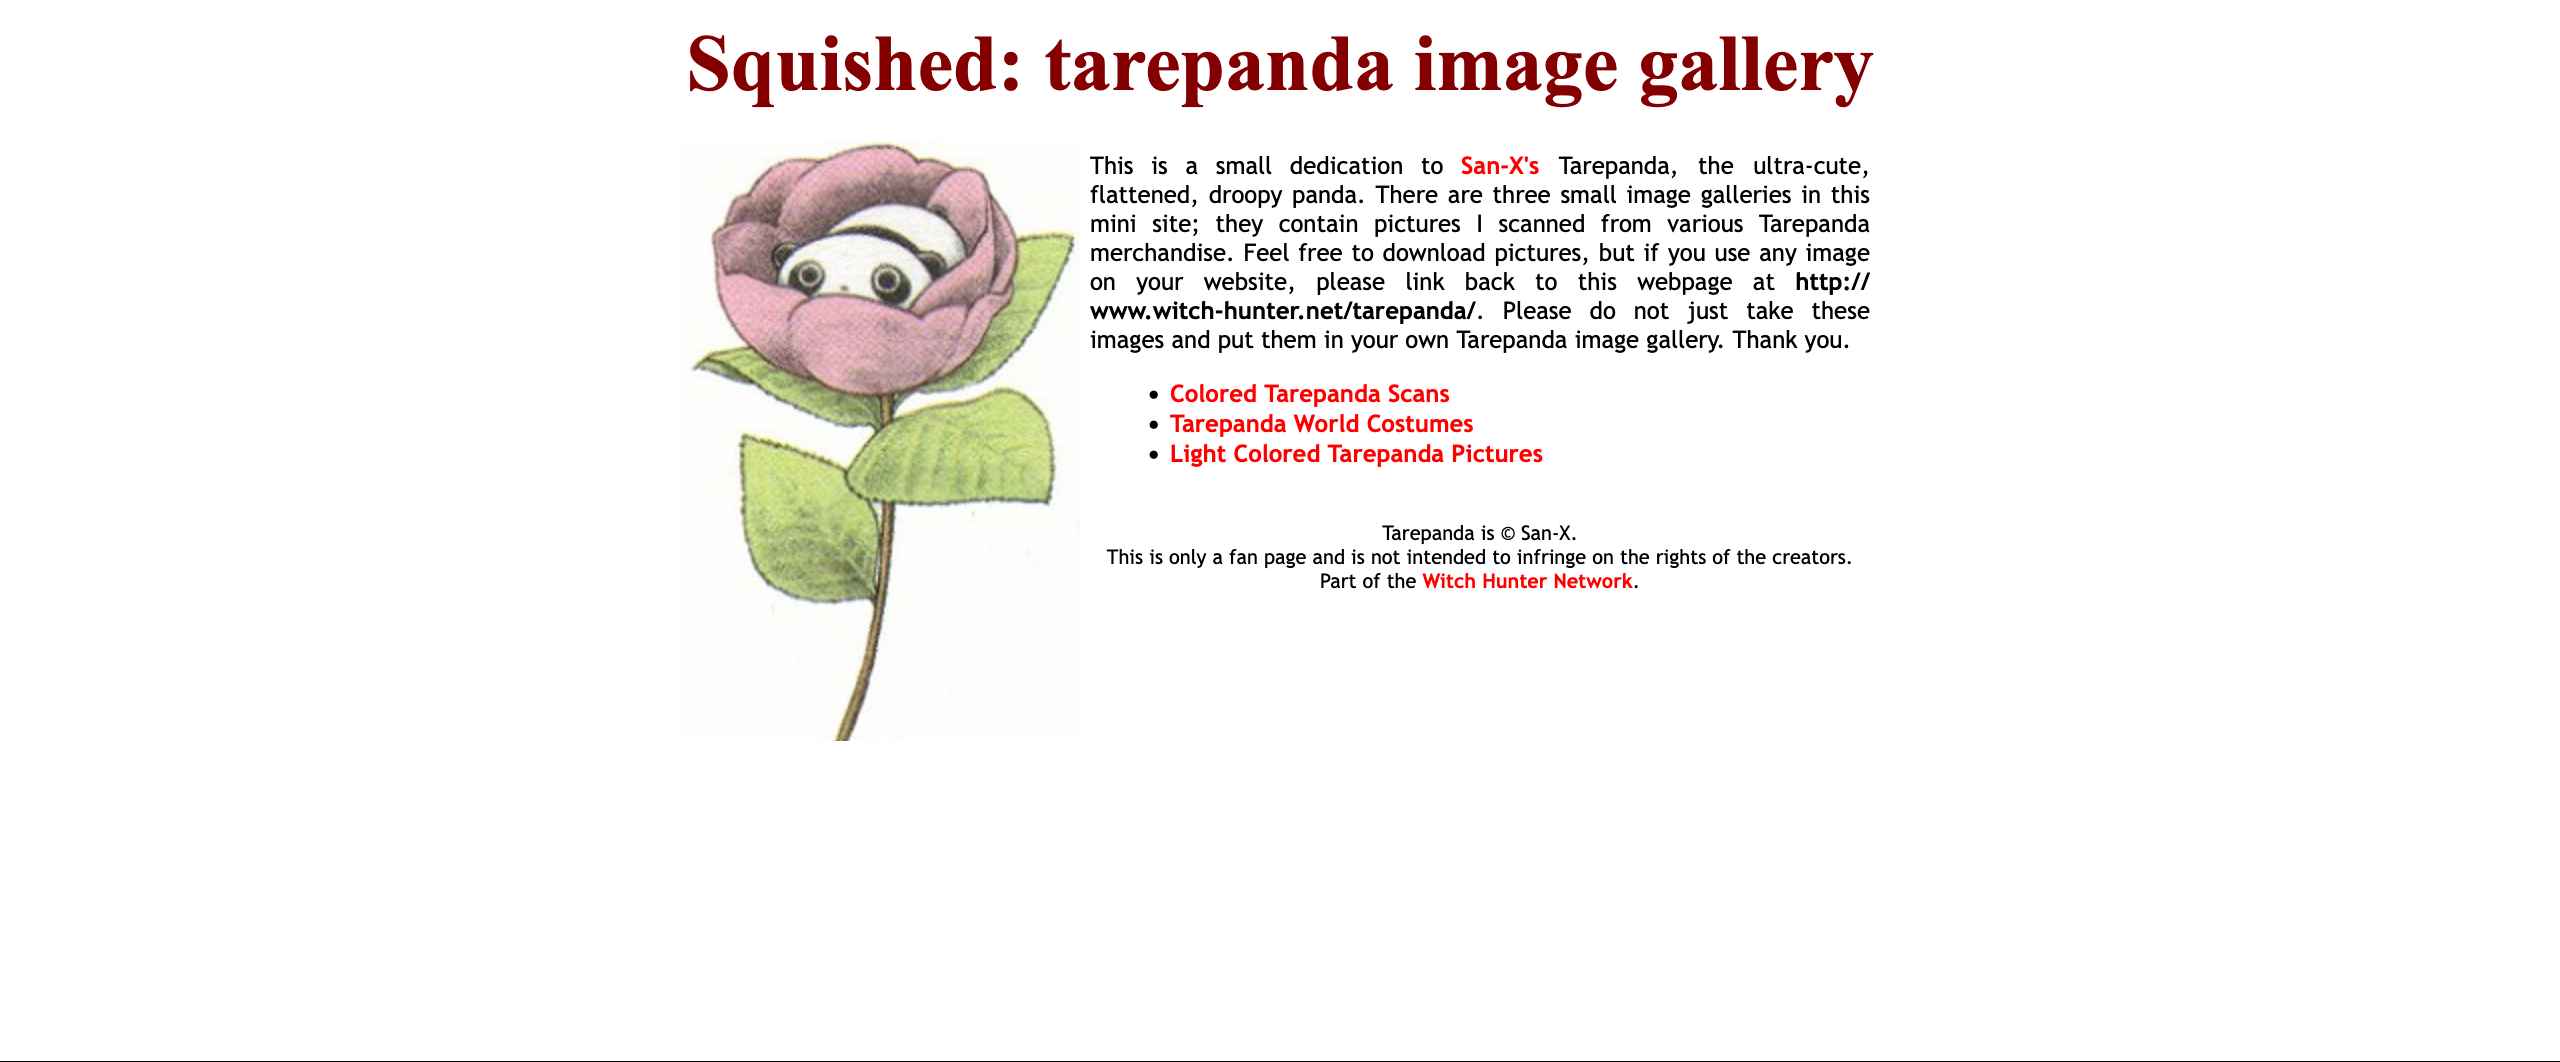 Squished: tarepanda image gallery
This is a small dedication to San-X's Tarepanda, the ultra-cute,
flattened, droopy panda. There are three small image galleries in this
mini site; they contain pictures I scanned from various Tarepanda
merchandise. Feel free to download pictures, but if you use any image
on your website, please link back to this webpage at http://
www.witch-hunter.net/tarepanda/. Please do not just take these
images and put them in your own Tarepanda image gallery. Thank you.
• Colored Tarepanda Scans
• Tarepanda World Costumes
• Light Colored Tarepanda Pictures
Tarepanda is © San-X.
This is only a fan page and is not intended to infringe on the rights of the creators.
Part of the Witch Hunter Network.